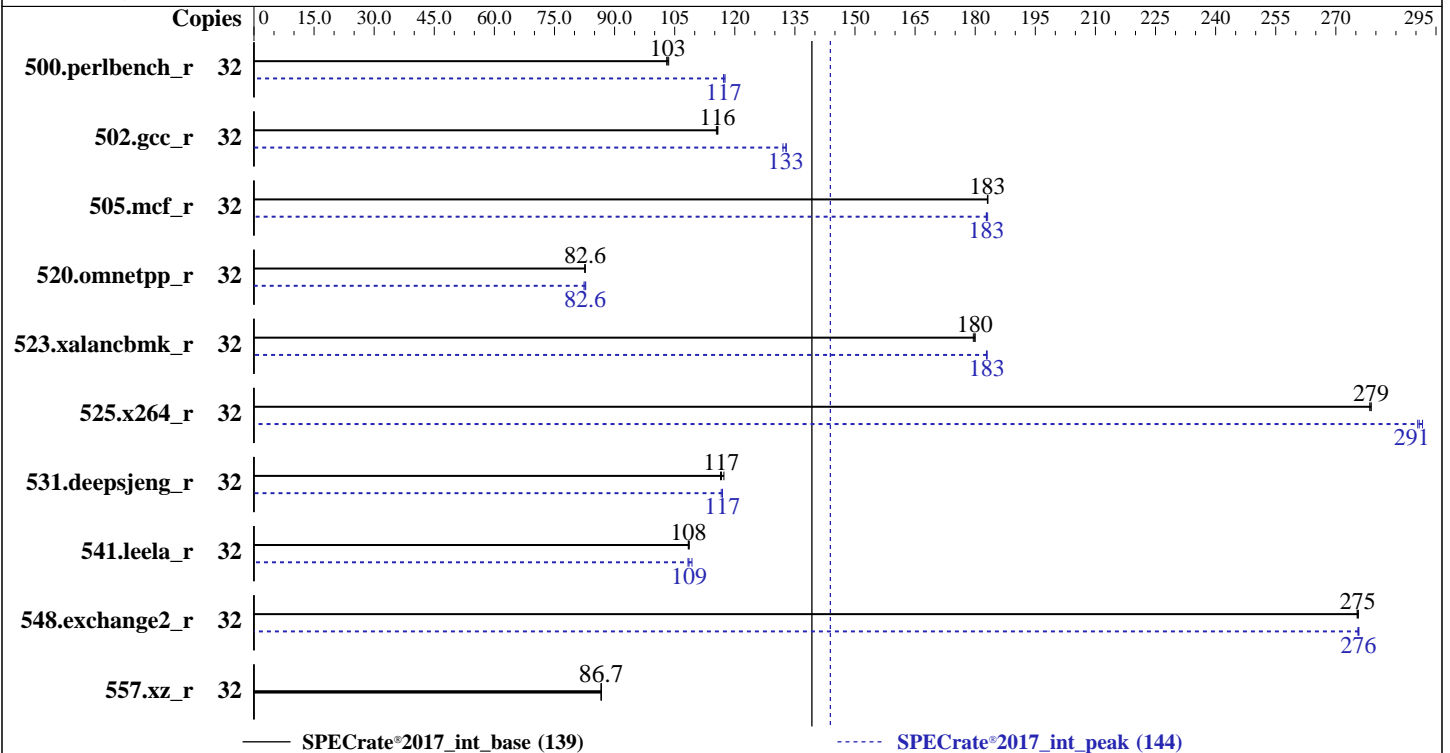 Copies 0 15.0 30.0 45.0 60.0 75.0 90.0 105 120 135 150 165 180 195 210 225 240 255 270 295
103
500.perlbench_r 32
117
116
502.gcc_r 32
133
183
505.mcf_r 32
183
82.6
520.omnetpp_r 32
82.6
180
523.xalancbmk_r 32
183
279
525.x264_r 32
291
117
531.deepsjeng_r 32
117
108
541.leela_r 32
109
275
548.exchange2_r 32
276
86.7
557.xz_r 32
SPECrate®2017_int_base (139) SPECrate®2017_int_peak (144)